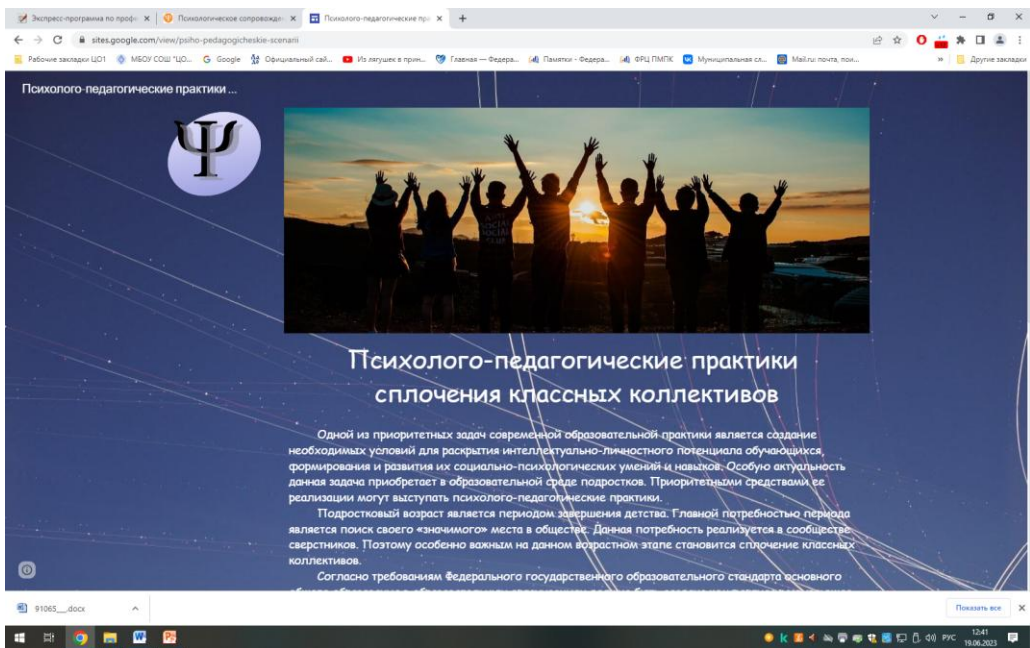 Экспресс-программа по проф
Психологическое сопровожде
Психолого-педагогические пра
sites.google.com/view/psiho-pedagogicheskie-scenarii
Рабочие закладки ЦО1
МБОУ СОШ "ЦО...
Google
Официальный сай...
Из лягушек в прин...
Главная — Федера...
Памятки - Федера...
ФРЦ ПМПК
Муниципальная сл...
Mail.ru: почта, пои...
Другие закладки
Психолого-педагогические практики ...
Ψ
ANTI
SOCIAL
SOCIAL
CLUB
Психолого-педагогические практики
сплочения классных коллективов
Одной из приоритетных задач современной образовательной практики является создание
необходимых условий для раскрытия интеллектуально-личностного потенциала обучающихся,
формирования и развития их социально-психологических умений и навыков. Особую актуальность
данная задача приобретает в образовательной среде подростков. Приоритетными средствами ее
реализации могут выступать психолого-педагогические практики.
Подростковый возраст является периодом завершения детства. Главной потребностью периода
является поиск своего «значимого» места в обществе. Данная потребность реализуется в сообществе
сверстников. Поэтому особенно важным на данном возрастном этапе становится сплочение классных
коллективов.
Согласно требованиям Федерального государственного образовательного стандарта основного
91065__.docx
Показать все
РУС
12:41
19.06.2023